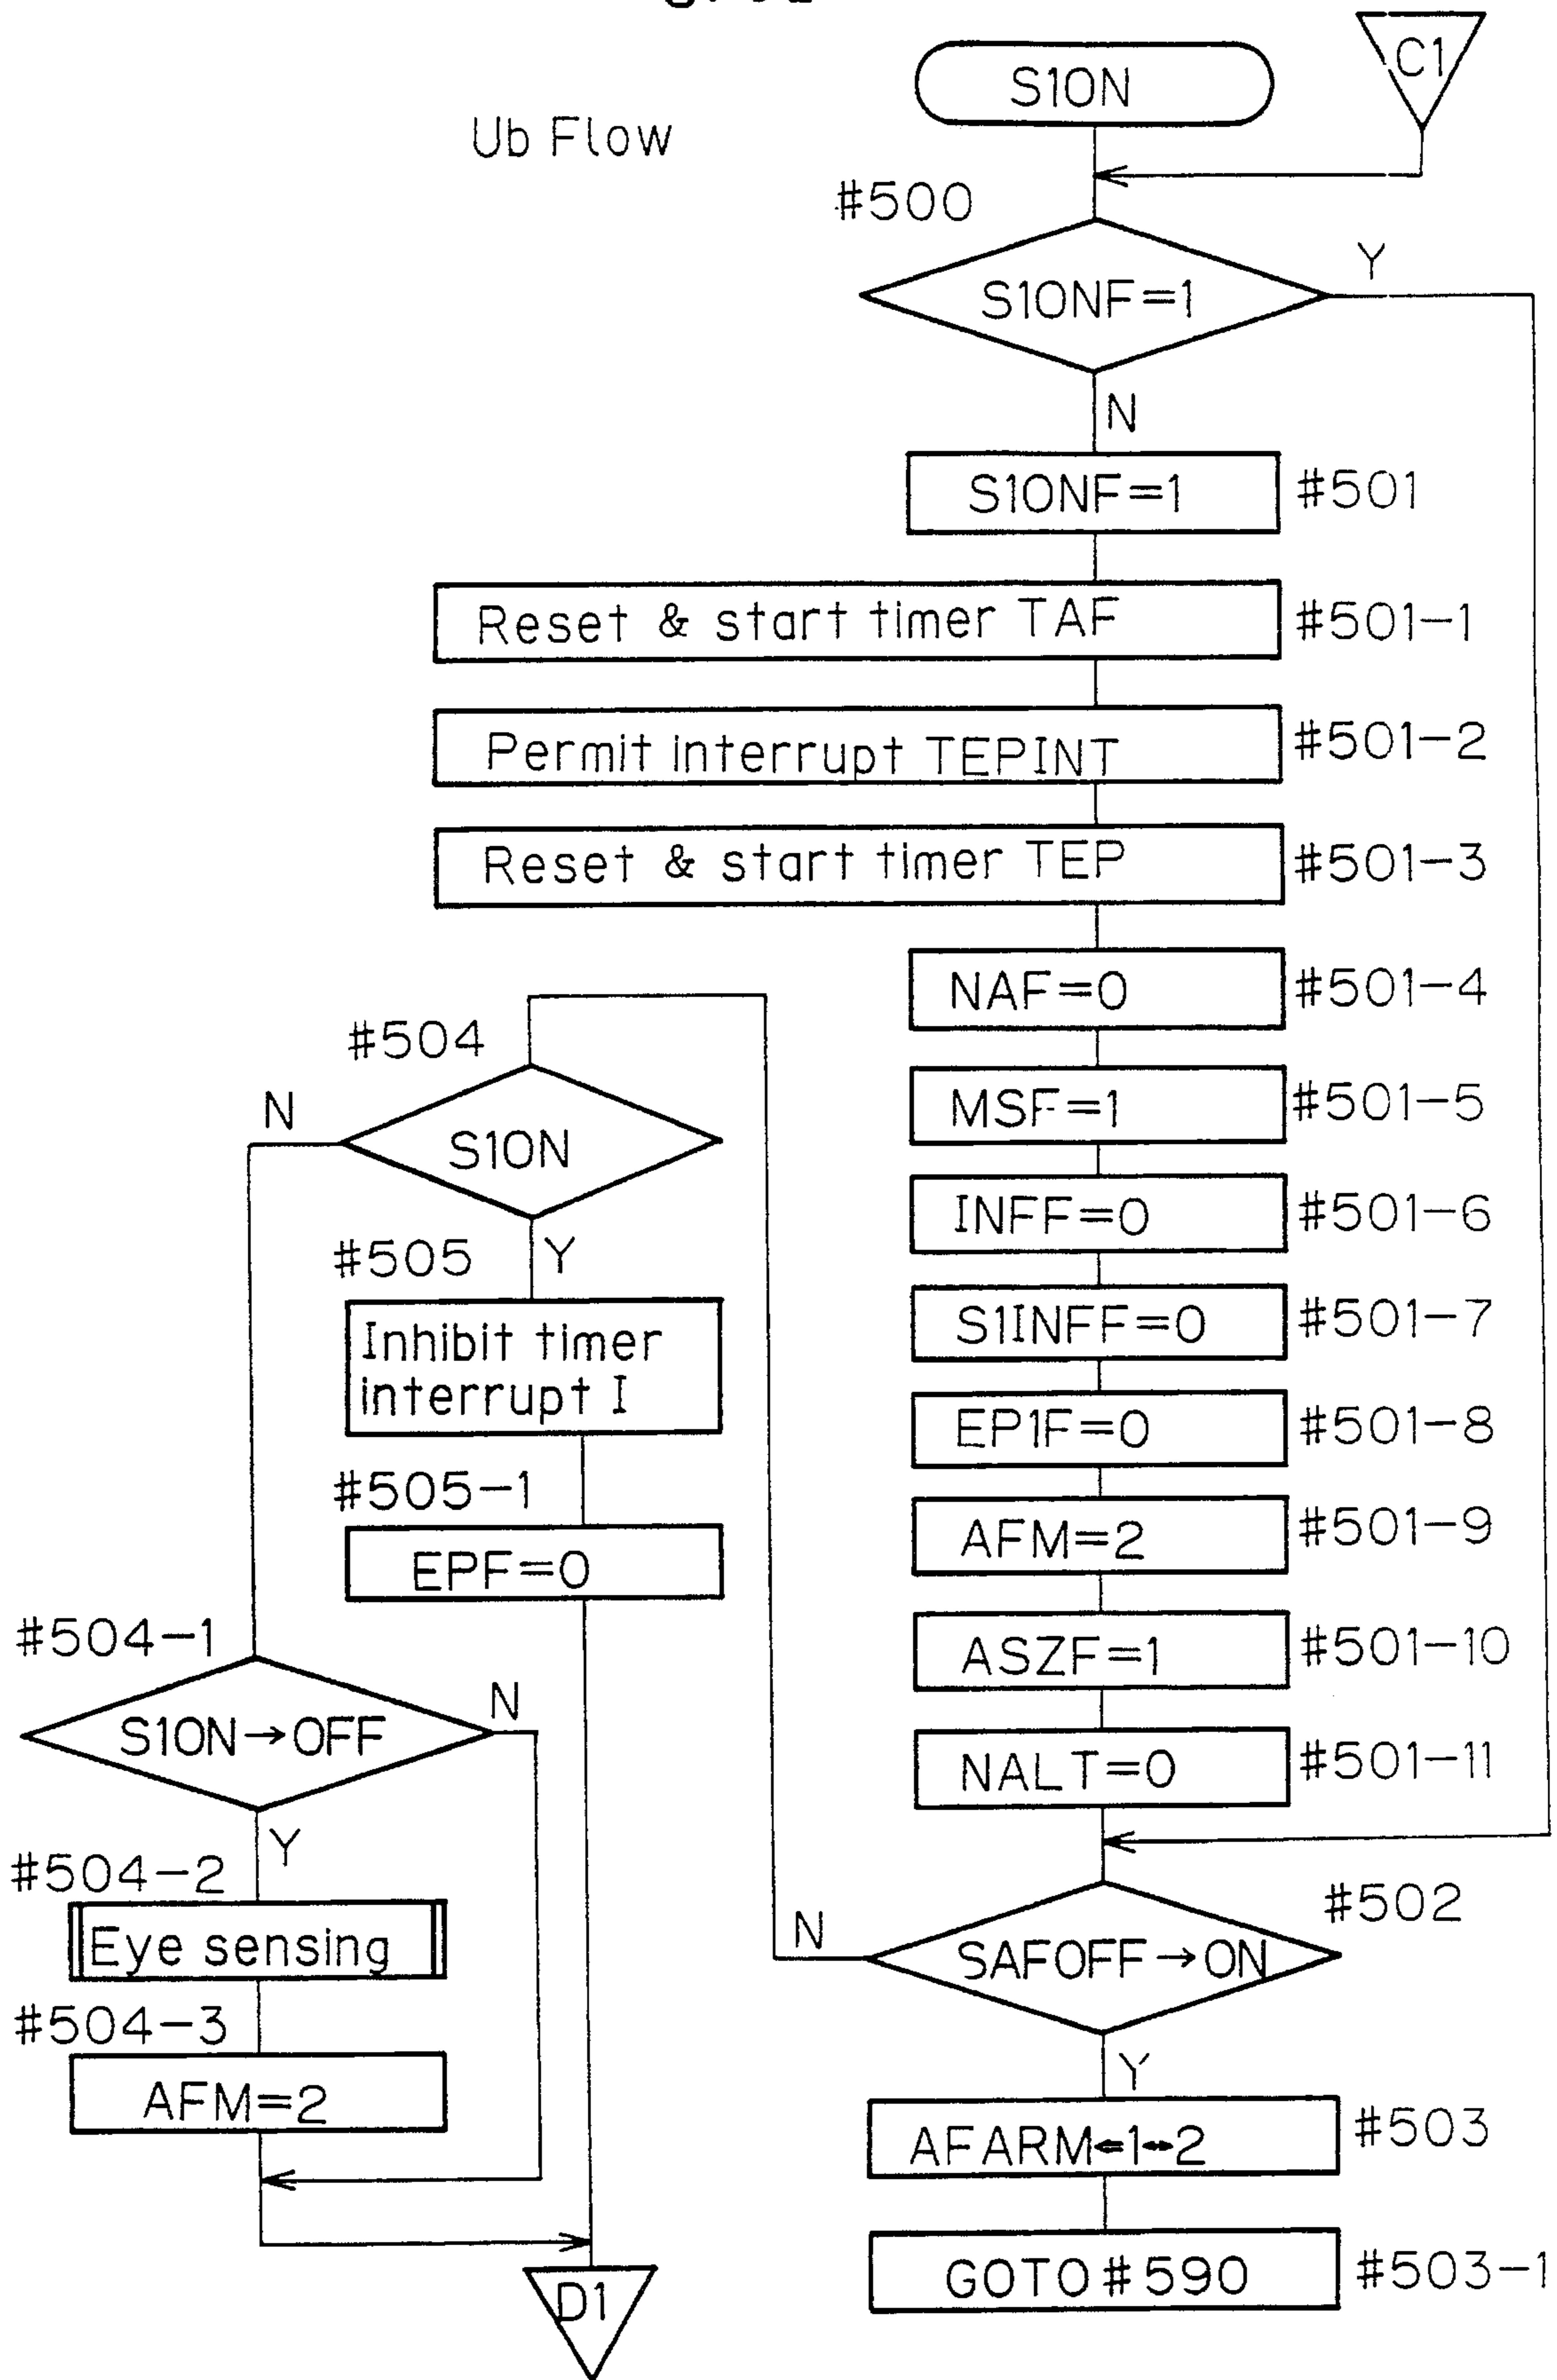 S1ON
C1
Ub Flow
#500
S1ONF=1
Y
N
S1ONF=1
#501
Reset & start timer TAF
#501-1
Permit interrupt TEPINT
#501-2
Reset & start timer TEP
#501-3
NAF=0
#501-4
MSF=1
#501-5
INFF=0
#501-6
S1INFF=0
#501-7
EP1F=0
#501-8
AFM=2
#501-9
ASZF=1
#501-10
NALT=0
#501-11
#502
SAFOFF→ON
N
Y
AFARM⇐1↔2
#503
GOTO#590
#503-1
#504
S1ON
N
Y
#505
Inhibit timer
interrupt I
#505-1
EPF=0
#504-1
S1ON→OFF
N
Y
#504-2
Eye sensing
#504-3
AFM=2
D1